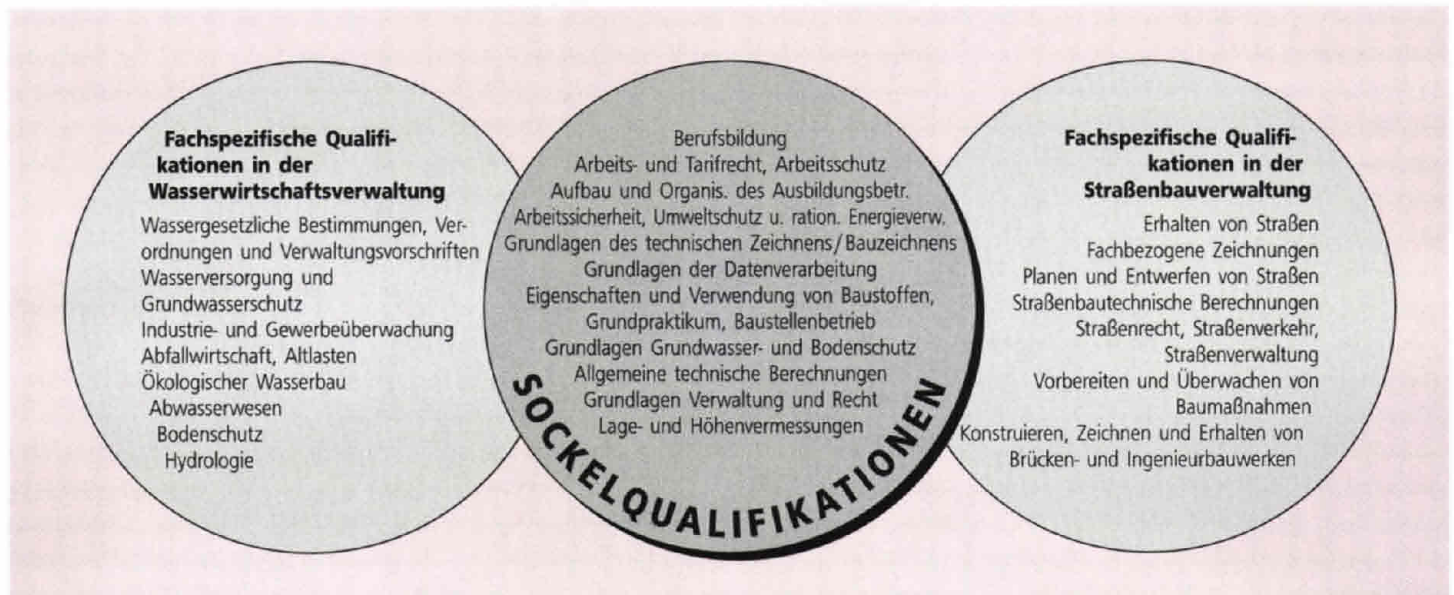 Fachspezifische Qualifi-
kationen in der
Wasserwirtschaftsverwaltung
Wassergesetzliche Bestimmungen, Ver-
ordnungen und Verwaltungsvorschriften
Wasserversorgung und
Grundwasserschutz
Industrie- und Gewerbeüberwachung
Abfallwirtschaft, Altlasten
Ökologischer Wasserbau
Abwasserwesen
Bodenschutz
Hydrologie
Berufsbildung
Arbeits- und Tarifrecht, Arbeitsschutz
Aufbau und Organis. des Ausbildungsbetr.
Arbeitssicherheit, Umweltschutz u. ration. Energieverw.
Grundlagen des technischen Zeichnens/Bauzeichnens
Grundlagen der Datenverarbeitung
Eigenschaften und Verwendung von Baustoffen,
Grundpraktikum, Baustellenbetrieb
Grundlagen Grundwasser- und Bodenschutz
Allgemeine technische Berechnungen
Grundlagen Verwaltung und Recht
Lage- und Höhenvermessungen
SOCKELQUALIFIKATIONEN
Fachspezifische Qualifi-
kationen in der
Straßenbauverwaltung
Erhalten von Straßen
Fachbezogene Zeichnungen
Planen und Entwerfen von Straßen
Straßenbautechnische Berechnungen
Straßenrecht, Straßenverkehr,
Straßenverwaltung
Vorbereiten und Überwachen von
Baumaßnahmen
Konstruieren, Zeichnen und Erhalten von
Brücken- und Ingenieurbauwerken